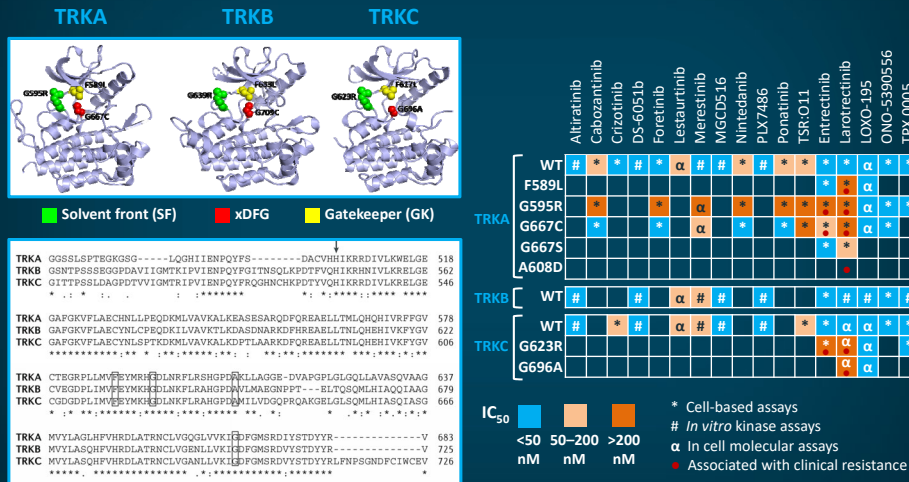 TRKA TRKB TRKC
G595R F589L G667C
G639R F633L G709C
G623R F617L G696A
Solvent front (SF) xDFG Gatekeeper (GK)
TRKA GGSSLSPTEGKGSG-----LQGHIIENPQYFS------DACVHHIKRRDIVLKWELGE 518
TRKB SNTPSSSEGGPDAVIIGMTKIPVIENPQYFGITNSQLKPDTFVQHIKRHNIVLKRELGE 562
TRKC GITTPSSLDAGPDTVVIGMTRIPVIENPQYFRQGHNCHKPDTYVQHIKRRDIVLKRELGE 546
TRKA GAFGKVFLAECHNLLPEQDKMLVAVKALKEASESARQDFQREAELLTMLQHQHIVRFFGV 578
TRKB GAFGKVFLAECYNLCPEQDKILVAVKTLKDASDNARKDFHREAELLTNLQHEHIVKFYGV 622
TRKC GAFGKVFLAECYNLSPTKDKMLVAVKALKDPTLAARKDFQREAELLTNLQHEHIVKFYGV 606
TRKA CTEGRPLLMVFEYMRHGDLNRFLRSHGPDAKLLAGGEDVAPGPLGLGQLLAVASQVAAG 637
TRKB CVEGDPLIMVFEYMKHGDLNKFLRAHGPDAVLMAEGNPPT---ELTQSQMLHIAQQIAAG 679
TRKC CGDGDPLIMVFEYMKHGDLNKFLRAHGPDAMILVDGQPRQAKGELGLSQMLHIASQIASG 666
TRKA MVYLAGLHFVHRDLATRNCLVGQGLVVKIGDFGMSRDIYSTDYYR--------------V 683
TRKB MVYLASQHFVHRDLATRNCLVGENLLVKIGDFGMSRDVYSTDYYR--------------V 725
TRKC MVYLASQHFVHRDLATRNCLVGANLLVKIGDFGMSRDVYSTDYYRLFNPSGNDFCIWCEV 726
Altiratinib
Cabozantinib
Crizotinib
DS-6051b
Foretinib
Lestaurtinib
Merestinib
MGCD516
Nintedanib
PLX7486
Ponatinib
TSR-011
Entrectinib
Larotrectinib
LOXO-195
ONO-5390556
TPX-0005
TRKA
WT # * * # * α # # * # * * * * α * *
F589L * * α
G595R * * α * * * * * α * *
G667C * * α * * * * * α *
G667S * *
A608D
TRKB
WT # # α # # * # # * *
TRKC
WT # * # α # # * * α α * *
G623R * α α *
G696A α α
IC50
<50 nM
50–200 nM
>200 nM
* Cell-based assays
# In vitro kinase assays
α In cell molecular assays
● Associated with clinical resistance